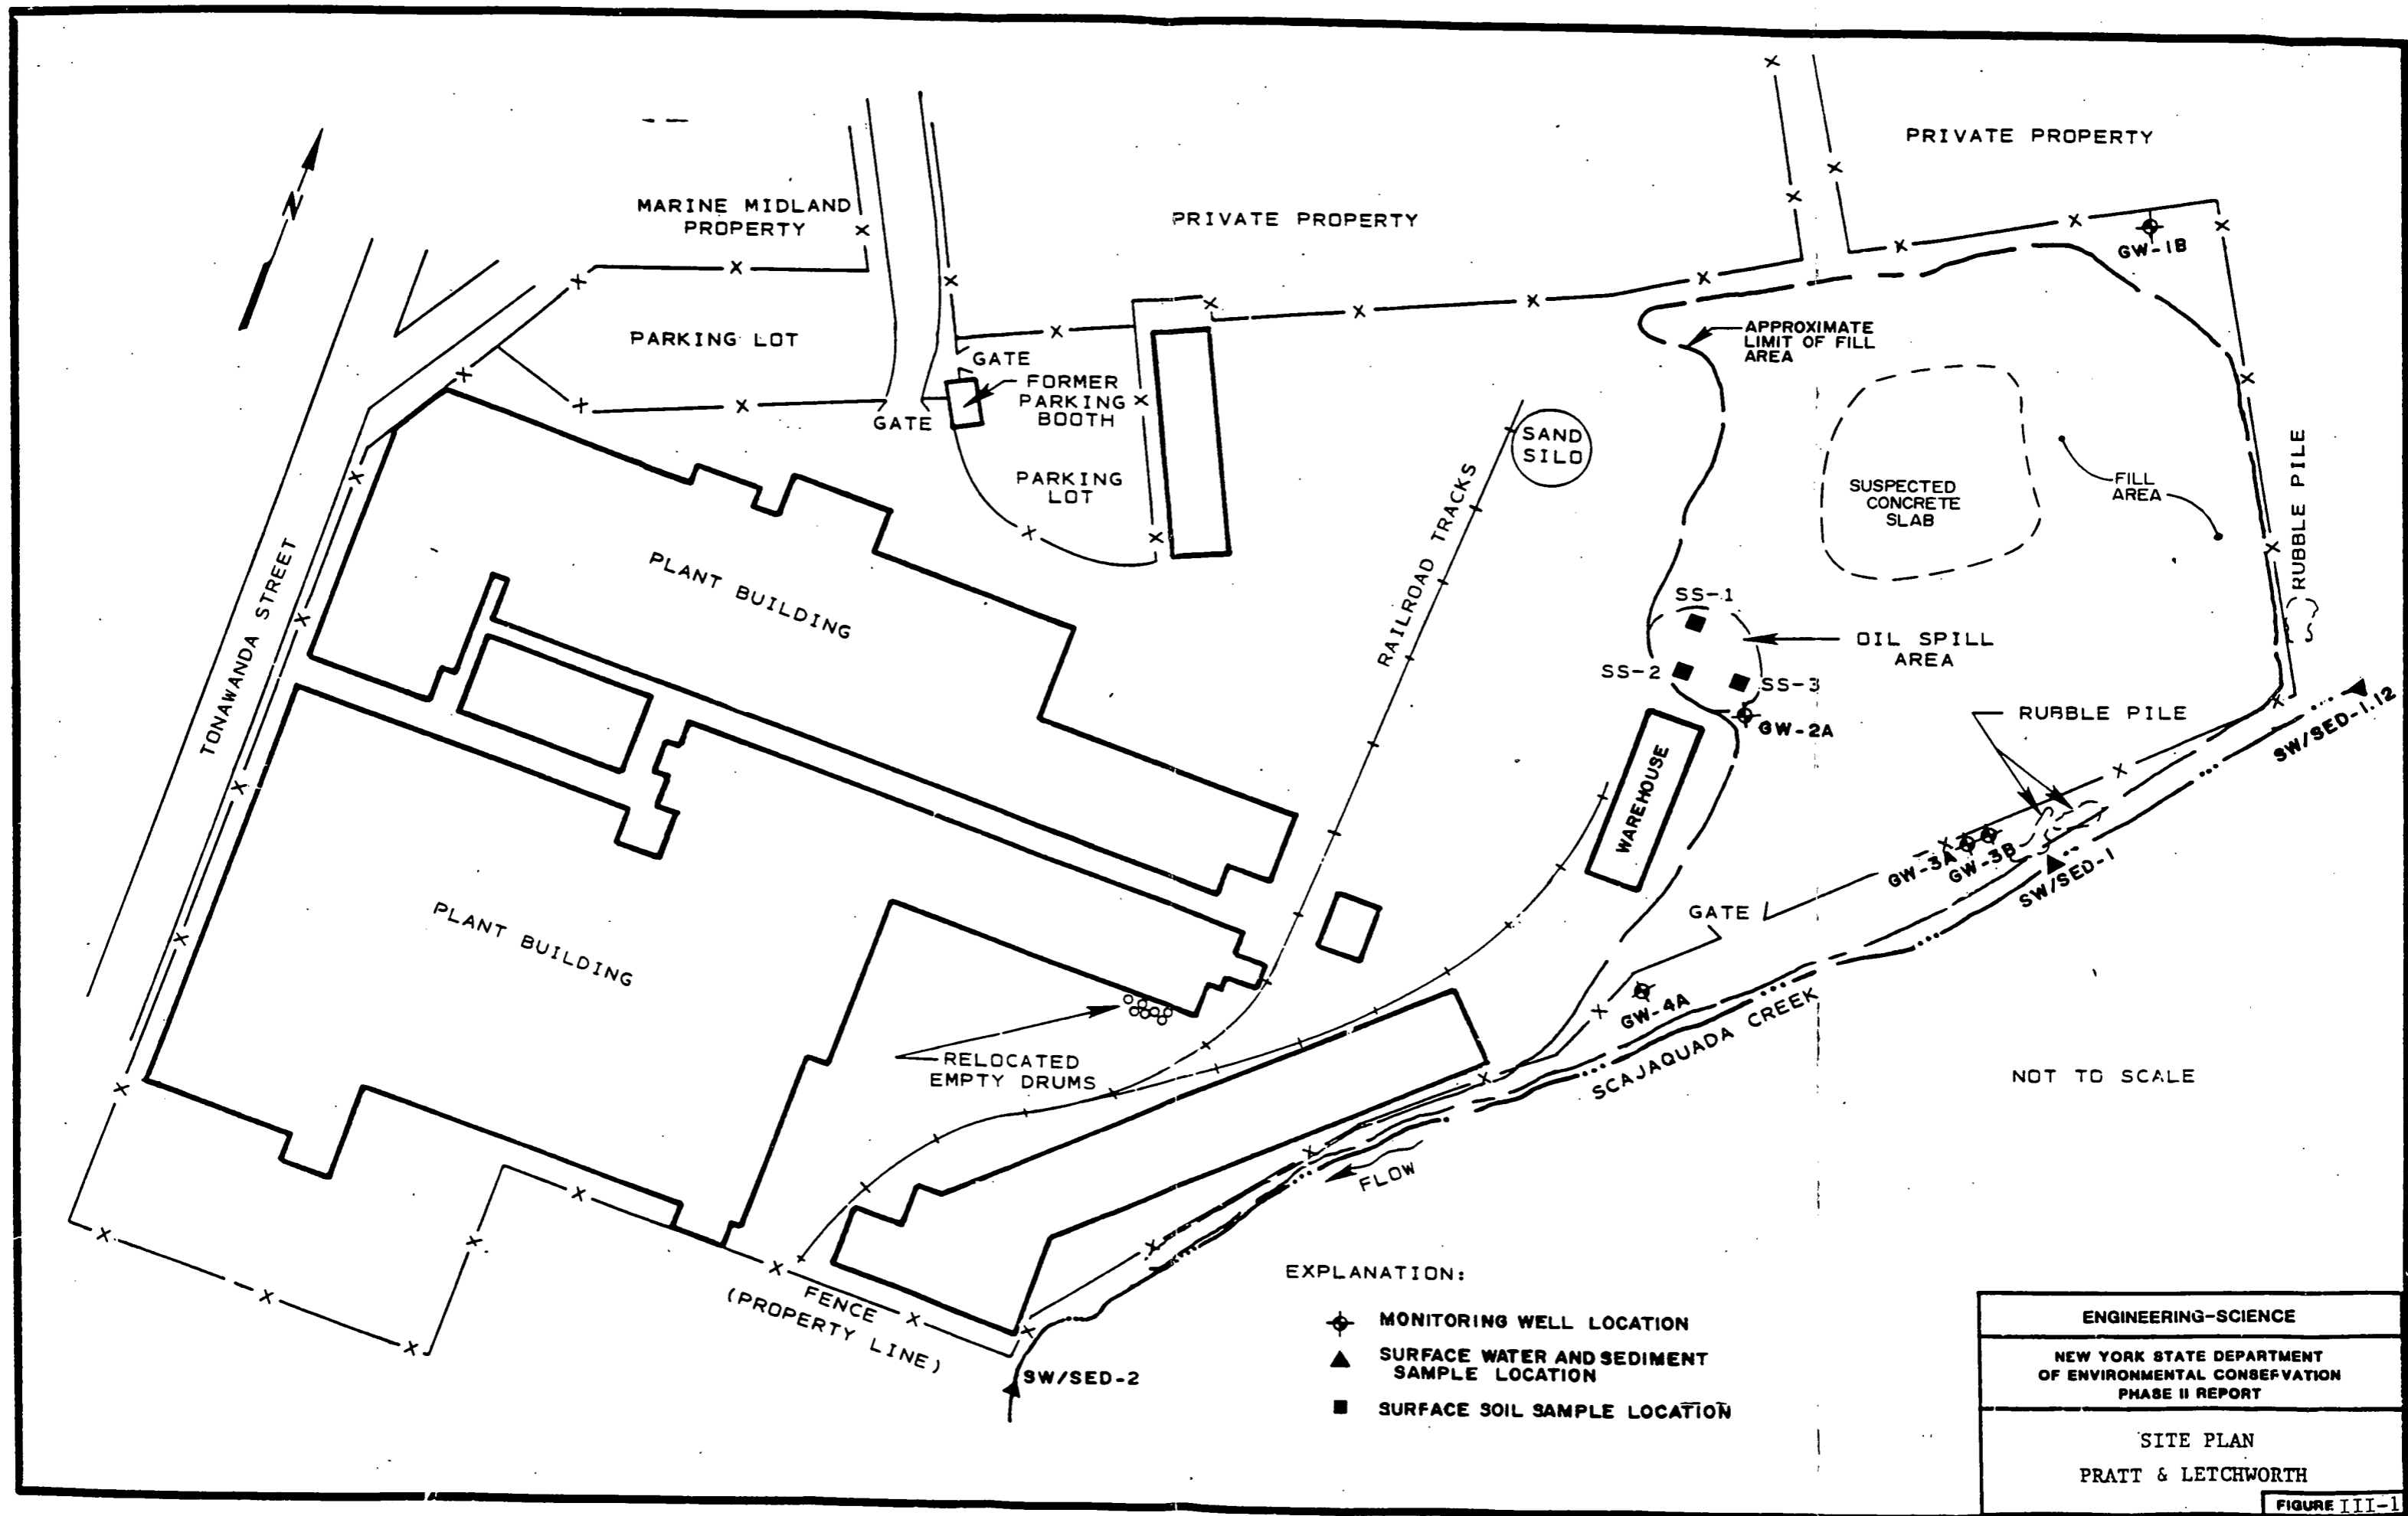 PRIVATE PROPERTY
N
MARINE MIDLAND
PROPERTY
PRIVATE PROPERTY
GW-1B
PARKING LOT
APPROXIMATE
LIMIT OF FILL
AREA
GATE
FORMER
PARKING
BOOTH
GATE
SAND
SILO
PARKING
LOT
RAILROAD TRACKS
SUSPECTED
CONCRETE
SLAB
FILL
AREA
RUBBLE PILE
TONAWANDA STREET
PLANT BUILDING
SS-1
OIL SPILL
AREA
SS-2
SS-3
GW-2A
RUBBLE PILE
SW/SED-1.12
WAREHOUSE
GW-3A
GW-3B
SW/SED-1
GATE
PLANT BUILDING
GW-4A
SCAJAQUADA CREEK
RELOCATED
EMPTY DRUMS
NOT TO SCALE
FLOW
FENCE
(PROPERTY LINE)
SW/SED-2
EXPLANATION:
MONITORING WELL LOCATION
SURFACE WATER AND SEDIMENT
SAMPLE LOCATION
SURFACE SOIL SAMPLE LOCATION
ENGINEERING-SCIENCE
NEW YORK STATE DEPARTMENT
OF ENVIRONMENTAL CONSERVATION
PHASE II REPORT
SITE PLAN
PRATT & LETCHWORTH
FIGURE III-1